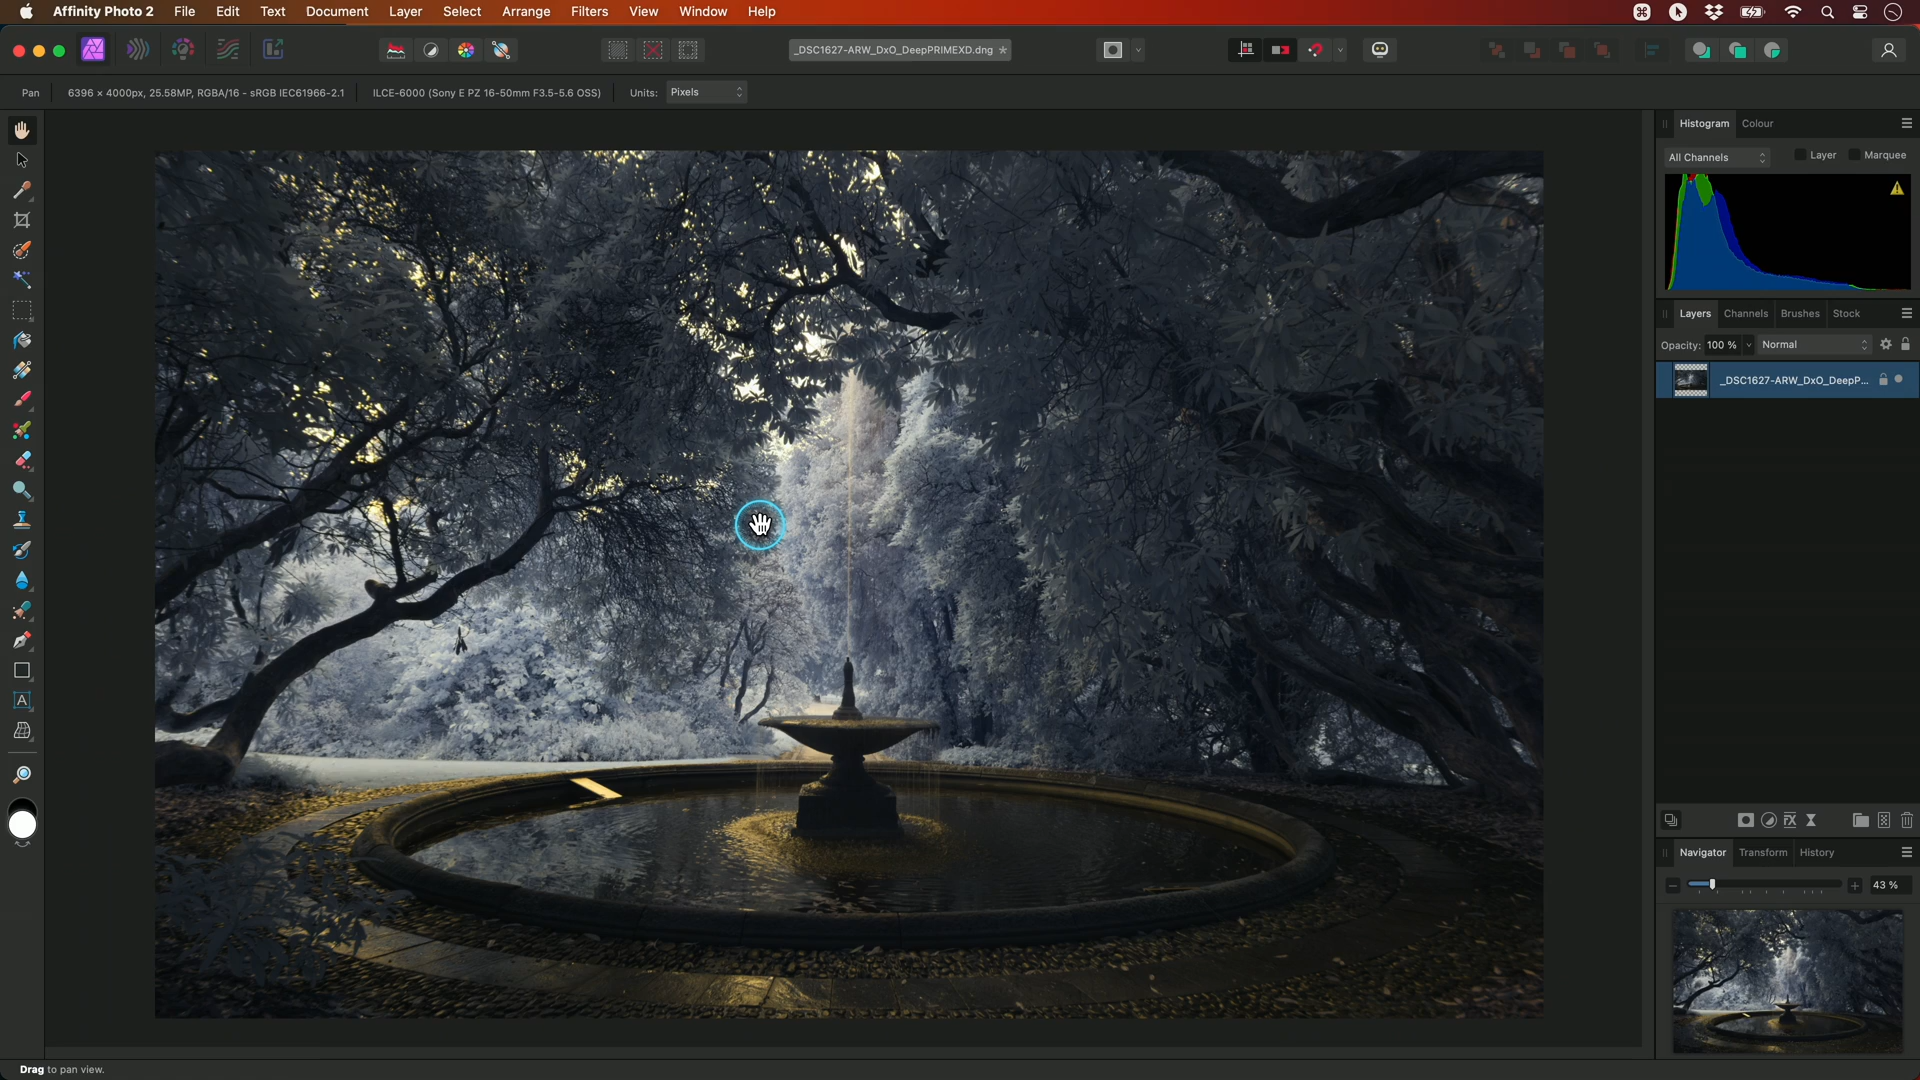 Affinity Photo 2 File Edit Text Document Layer Select Arrange Filters View Window Help
_DSC1627-ARW_DxO_DeepPRIMEXD.dng *
Pan 6396 × 4000px, 25.58MP, RGBA/16 - sRGB IEC61966-2.1 ILCE-6000 (Sony E PZ 16-50mm F3.5-5.6 OSS) Units: Pixels
Histogram Colour
All Channels Layer Marquee
Layers Channels Brushes Stock
Opacity: 100 % Normal
_DSC1627-ARW_DxO_DeepP...
FX
A
Navigator Transform History
43 %
Drag to pan view.